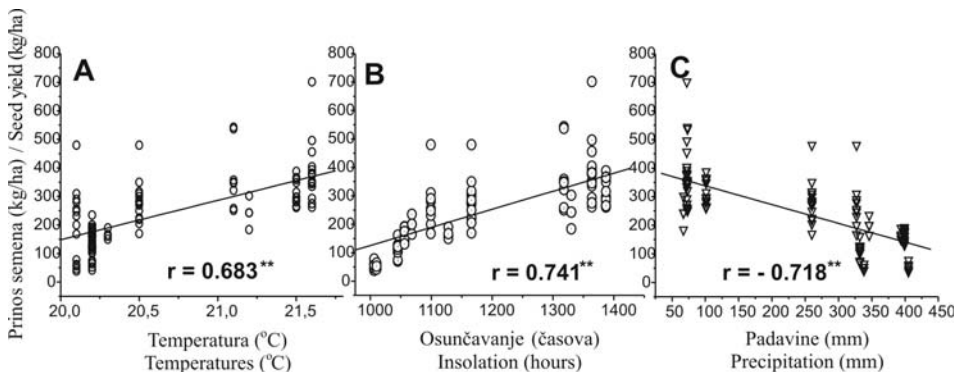 Prinos semena (kg/ha) / Seed yield (kg/ha)
800
700
600
500
400
300
200
100
0
A
r = 0.683**
20,0 20,5 21,0 21,5
Temperatura (°C)
Temperatures (°C)
800
700
600
500
400
300
200
100
0
B
r = 0.741**
1000 1100 1200 1300 1400
Osunčavanje (časova)
Insolation (hours)
800
700
600
500
400
300
200
100
0
C
r = - 0.718**
50 100 150 200 250 300 350 400 450
Padavine (mm)
Precipitation (mm)